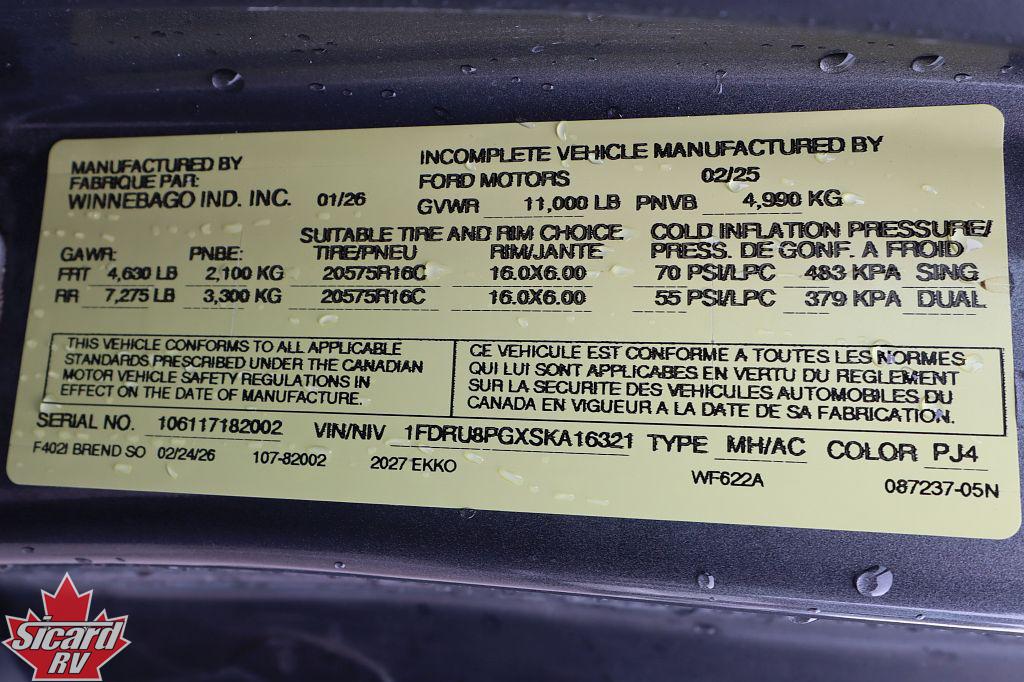 MANUFACTURED BY
FABRIQUE PAR:
WINNEBAGO IND. INC. 01/26
INCOMPLETE VEHICLE MANUFACTURED BY
FORD MOTORS 02/25
GVWR 11,000 LB PNVB 4,990 KG
SUITABLE TIRE AND RIM CHOICE COLD INFLATION PRESSURE/
GAWR: PNBE: TIRE/PNEU RIM/JANTE PRESS. DE GONF. A FROID
FRT 4,630 LB 2,100 KG 20575R16C 16.0X6.00 70 PSI/LPC 483 KPA SING
RR 7,275 LB 3,300 KG 20575R16C 16.0X6.00 55 PSI/LPC 379 KPA DUAL
THIS VEHICLE CONFORMS TO ALL APPLICABLE
STANDARDS PRESCRIBED UNDER THE CANADIAN
MOTOR VEHICLE SAFETY REGULATIONS IN
EFFECT ON THE DATE OF MANUFACTURE.
CE VEHICULE EST CONFORME A TOUTES LES NORMES
QUI LUI SONT APPLICABLES EN VERTU DU REGLEMENT
SUR LA SECURITE DES VEHICULES AUTOMOBILES DU
CANADA EN VIGUEUR A LA DATE DE SA FABRICATION.
SERIAL NO. 106117182002 VIN/NIV 1FDRU8PGXSKA16321 TYPE MH/AC COLOR PJ4
F402I BREND SO 02/24/26 107-82002 2027 EKKO WF622A 087237-05N
Sicard
RV